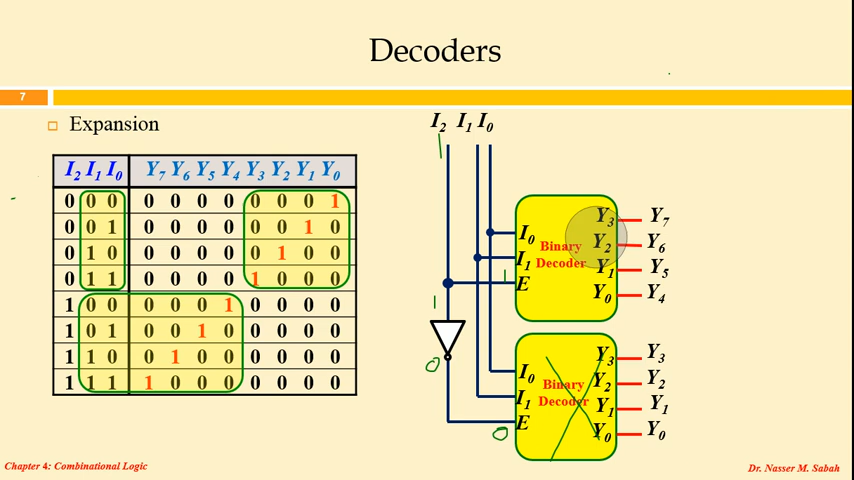 Decoders
7
Expansion
I2 I1 I0 Y7 Y6 Y5 Y4 Y3 Y2 Y1 Y0
0 0 0 0 0 0 0 0 0 0 1
0 0 1 0 0 0 0 0 0 1 0
0 1 0 0 0 0 0 0 1 0 0
0 1 1 0 0 0 0 1 0 0 0
1 0 0 0 0 0 1 0 0 0 0
1 0 1 0 0 1 0 0 0 0 0
1 1 0 0 1 0 0 0 0 0 0
1 1 1 1 0 0 0 0 0 0 0
I2 I1 I0
1
Y3 Y7
I0 Binary Y2 Y6
I1 Decoder Y1 Y5
1 E Y0 Y4
1
0
Y3 Y3
I0 Binary Y2 Y2
I1 Decoder Y1 Y1
0 E Y0 Y0
Chapter 4: Combinational Logic
Dr. Nasser M. Sabah